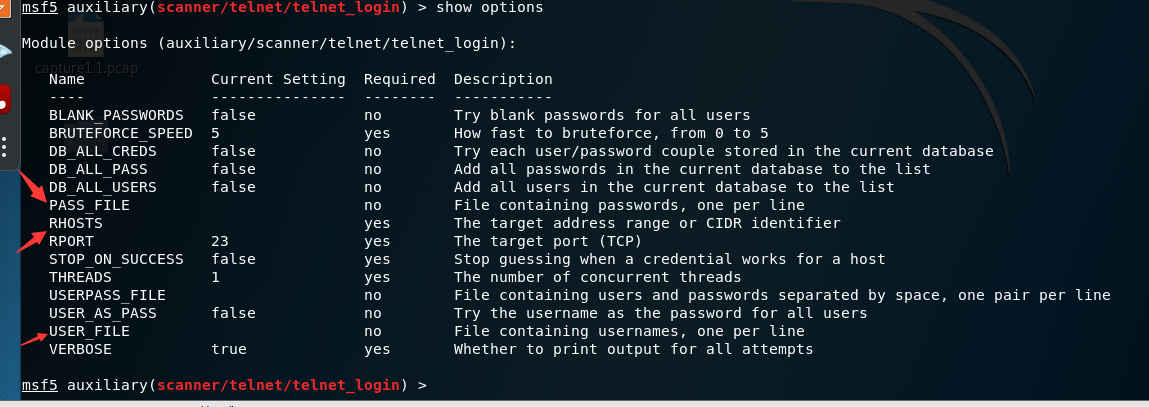 msf5 auxiliary(scanner/telnet/telnet_login) > show options
Module options (auxiliary/scanner/telnet/telnet_login):
capture1.1.pcap
Name Current Setting Required Description
---- --------------- -------- -----------
BLANK_PASSWORDS false no Try blank passwords for all users
BRUTEFORCE_SPEED 5 yes How fast to bruteforce, from 0 to 5
DB_ALL_CREDS false no Try each user/password couple stored in the current database
DB_ALL_PASS false no Add all passwords in the current database to the list
DB_ALL_USERS false no Add all users in the current database to the list
PASS_FILE no File containing passwords, one per line
RHOSTS yes The target address range or CIDR identifier
RPORT 23 yes The target port (TCP)
STOP_ON_SUCCESS false yes Stop guessing when a credential works for a host
THREADS 1 yes The number of concurrent threads
USERPASS_FILE no File containing users and passwords separated by space, one pair per line
USER_AS_PASS false no Try the username as the password for all users
USER_FILE no File containing usernames, one per line
VERBOSE true yes Whether to print output for all attempts
msf5 auxiliary(scanner/telnet/telnet_login) >